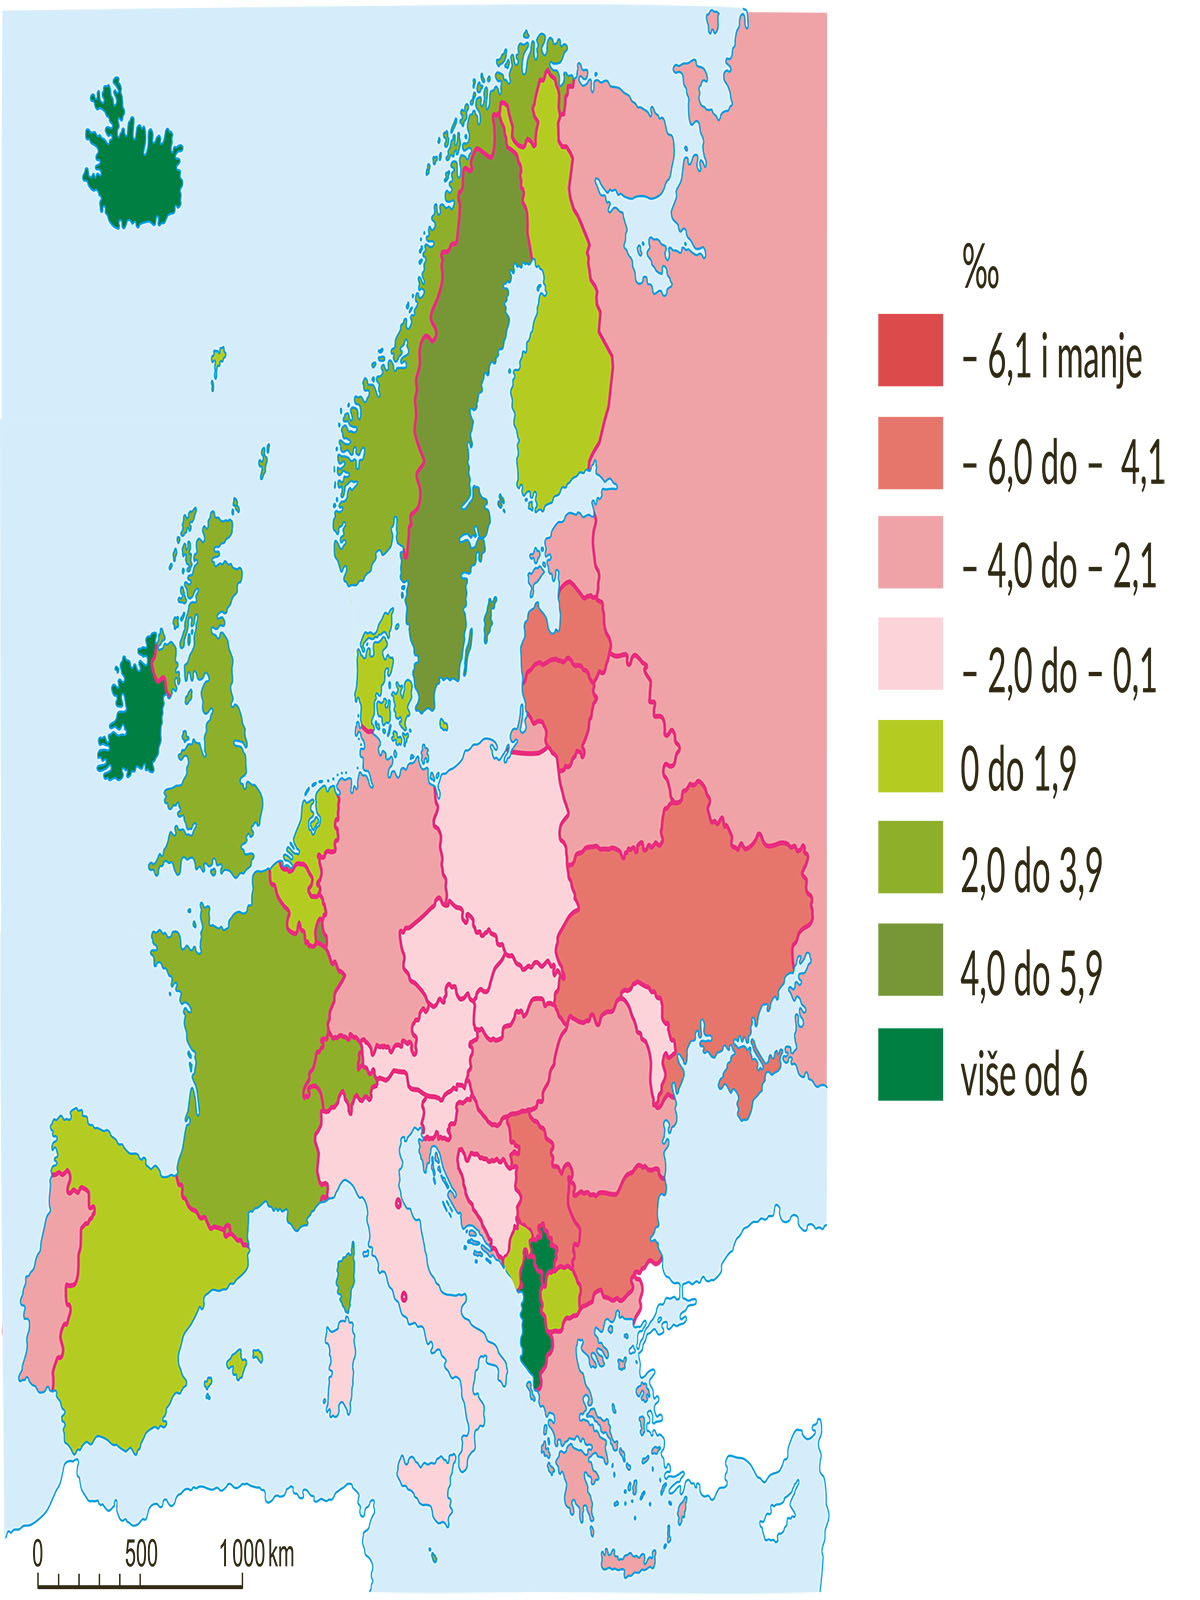 ‰
– 6,1 i manje
– 6,0 do –  4,1
– 4,0 do – 2,1
– 2,0 do – 0,1
0 do 1,9
2,0 do 3,9
4,0 do 5,9
više od 6
0 500 1 000 km